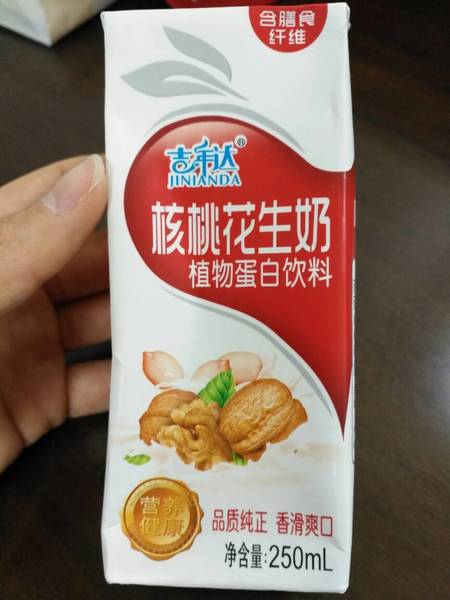 含膳食
纤维
吉年达®
JINIANDA
核桃花生奶
植物蛋白饮料
营养
健康
品质纯正 香滑爽口
净含量:250mL